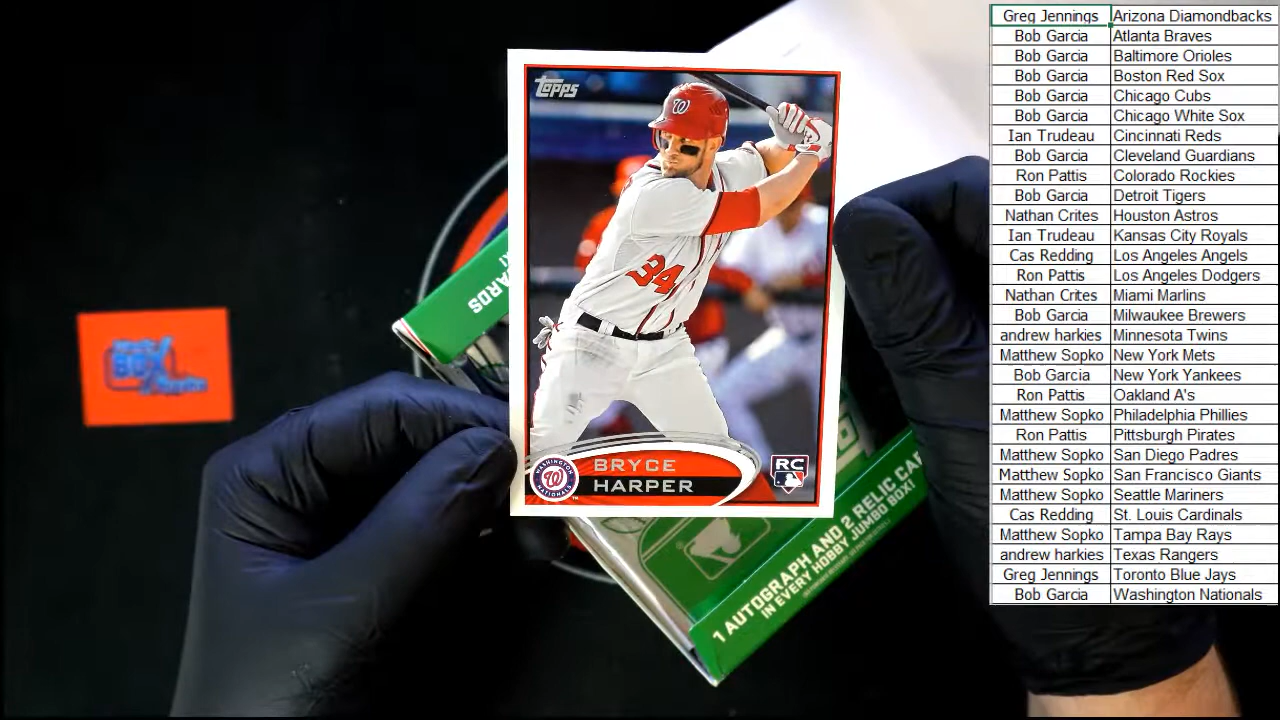 Topps
34
BRYCE
HARPER
WASHINGTON
NATIONALS
RC
ARDS
BOX
1 AUTOGRAPH AND 2 RELIC CAR
IN EVERY HOBBY JUMBO BOX!
Greg Jennings Arizona Diamondbacks
Bob Garcia Atlanta Braves
Bob Garcia Baltimore Orioles
Bob Garcia Boston Red Sox
Bob Garcia Chicago Cubs
Bob Garcia Chicago White Sox
Ian Trudeau Cincinnati Reds
Bob Garcia Cleveland Guardians
Ron Pattis Colorado Rockies
Bob Garcia Detroit Tigers
Nathan Crites Houston Astros
Ian Trudeau Kansas City Royals
Cas Redding Los Angeles Angels
Ron Pattis Los Angeles Dodgers
Nathan Crites Miami Marlins
Bob Garcia Milwaukee Brewers
andrew harkies Minnesota Twins
Matthew Sopko New York Mets
Bob Garcia New York Yankees
Ron Pattis Oakland A's
Matthew Sopko Philadelphia Phillies
Ron Pattis Pittsburgh Pirates
Matthew Sopko San Diego Padres
Matthew Sopko San Francisco Giants
Matthew Sopko Seattle Mariners
Cas Redding St. Louis Cardinals
Matthew Sopko Tampa Bay Rays
andrew harkies Texas Rangers
Greg Jennings Toronto Blue Jays
Bob Garcia Washington Nationals